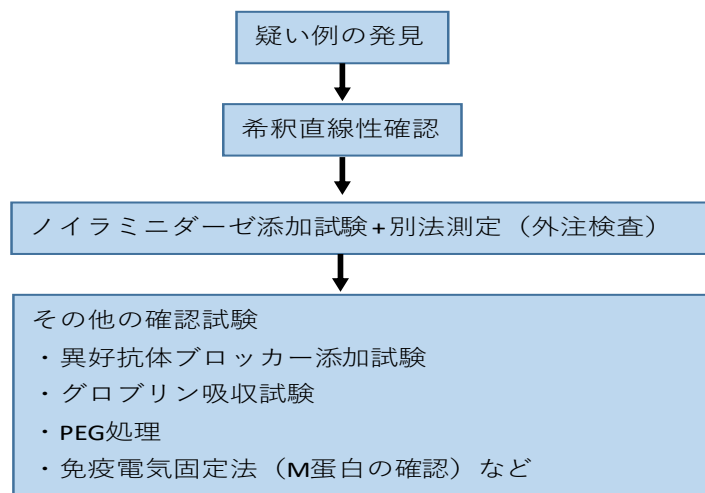 疑い例の発見
希釈直線性確認
ノイラミニダーゼ添加試験+別法測定（外注検査）
その他の確認試験
・異好抗体ブロッカー添加試験
・グロブリン吸収試験
・PEG処理
・免疫電気固定法（M蛋白の確認）など